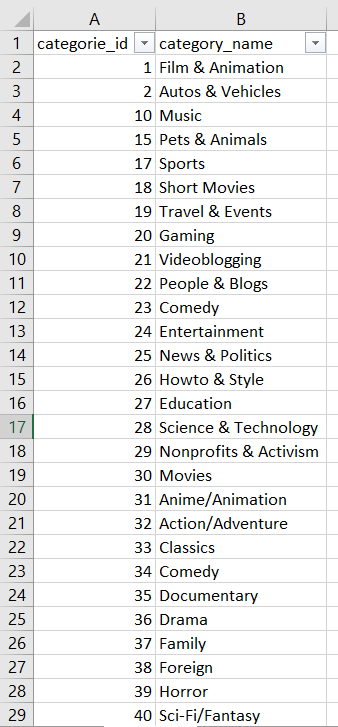 A B
1 categorie_id category_name
2 1 Film & Animation
3 2 Autos & Vehicles
4 10 Music
5 15 Pets & Animals
6 17 Sports
7 18 Short Movies
8 19 Travel & Events
9 20 Gaming
10 21 Videoblogging
11 22 People & Blogs
12 23 Comedy
13 24 Entertainment
14 25 News & Politics
15 26 Howto & Style
16 27 Education
17 28 Science & Technology
18 29 Nonprofits & Activism
19 30 Movies
20 31 Anime/Animation
21 32 Action/Adventure
22 33 Classics
23 34 Comedy
24 35 Documentary
25 36 Drama
26 37 Family
27 38 Foreign
28 39 Horror
29 40 Sci-Fi/Fantasy